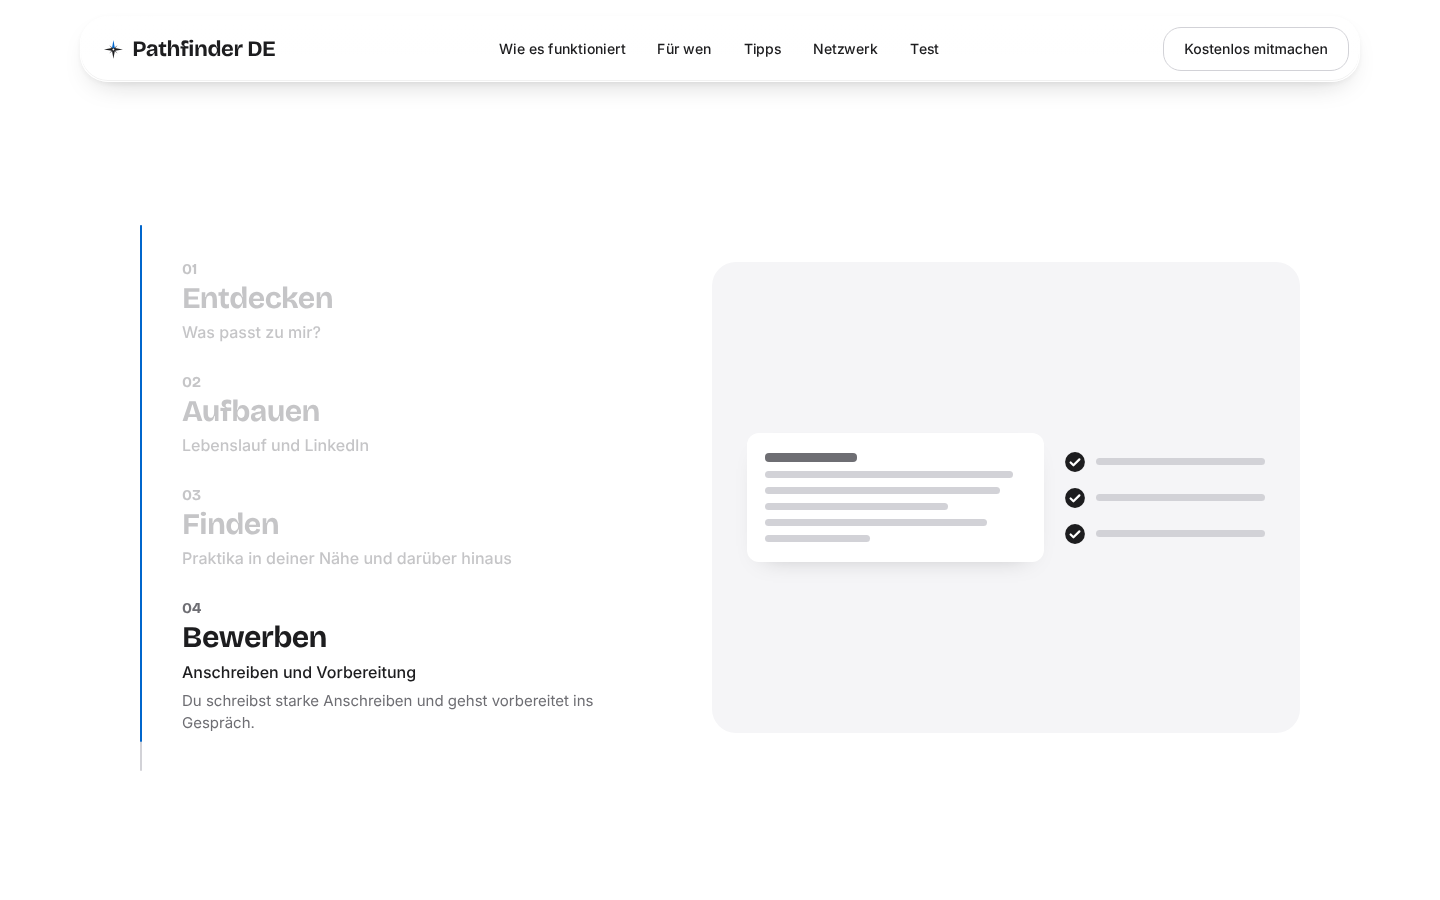 Pathfinder DE
Wie es funktioniert
Für wen
Tipps
Netzwerk
Test
Kostenlos mitmachen
01
Entdecken
Was passt zu mir?
02
Aufbauen
Lebenslauf und LinkedIn
03
Finden
Praktika in deiner Nähe und darüber hinaus
04
Bewerben
Anschreiben und Vorbereitung
Du schreibst starke Anschreiben und gehst vorbereitet ins
Gespräch.